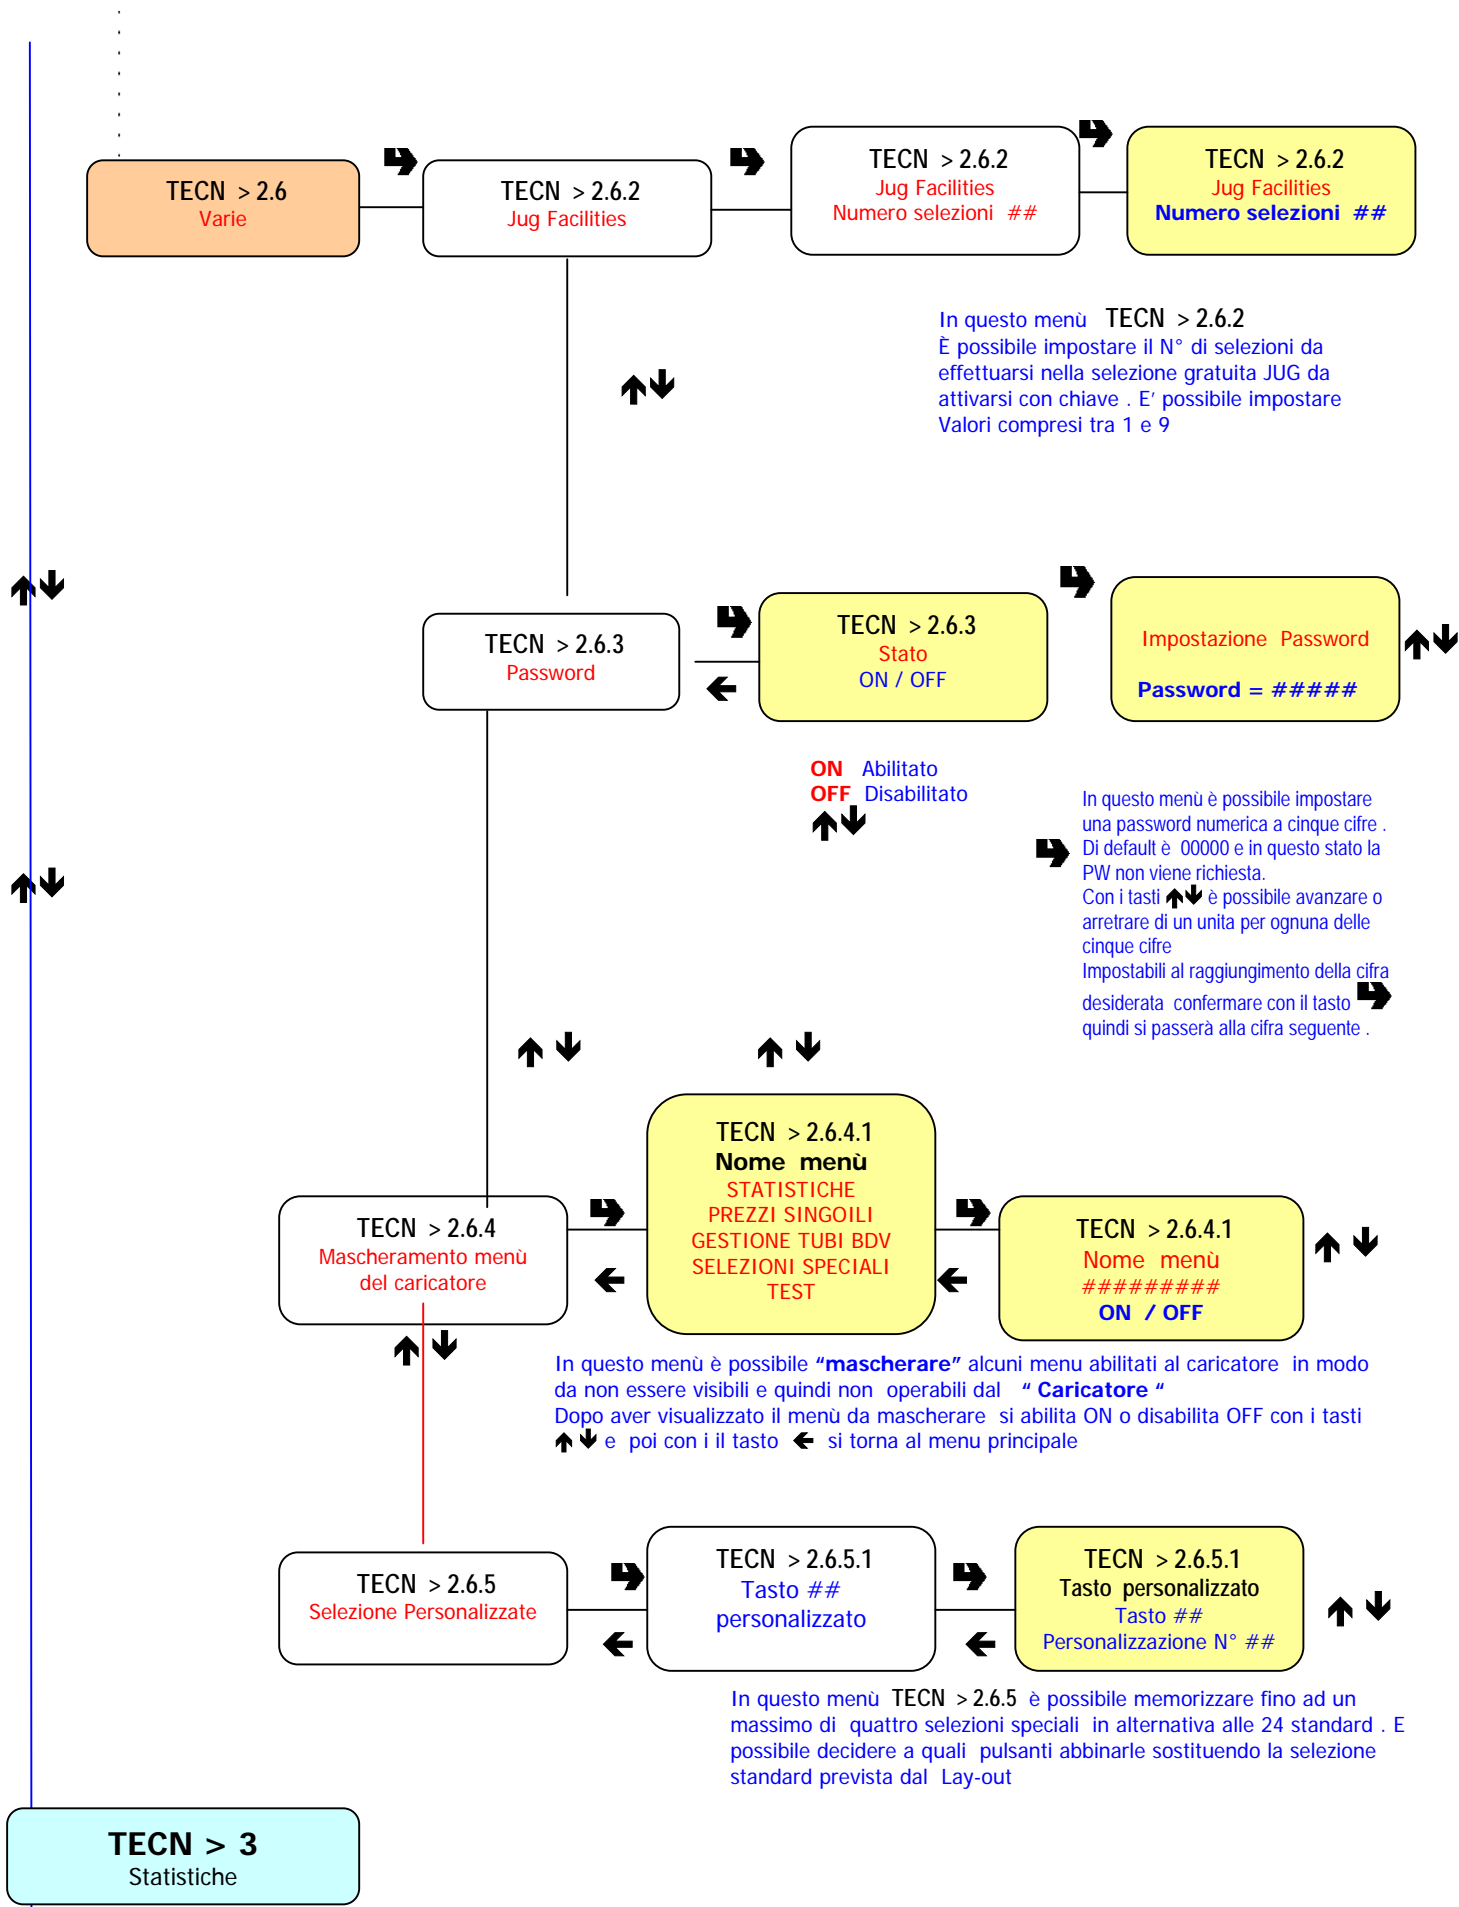 TECN > 2.6
Varie
TECN > 2.6.2
Jug Facilities
TECN > 2.6.2
Jug Facilities
Numero selezioni ##
TECN > 2.6.2
Jug Facilities
Numero selezioni ##
In questo menù TECN > 2.6.2
È possibile impostare il N° di selezioni da
effettuarsi nella selezione gratuita JUG da
attivarsi con chiave . E' possibile impostare
Valori compresi tra 1 e 9
TECN > 2.6.3
Password
TECN > 2.6.3
Stato
ON / OFF
Impostazione Password
Password = #####
ON Abilitato
OFF Disabilitato
In questo menù è possibile impostare
una password numerica a cinque cifre .
Di default è 00000 e in questo stato la
PW non viene richiesta.
Con i tasti è possibile avanzare o
arretrare di un unita per ognuna delle
cinque cifre
Impostabili al raggiungimento della cifra
desiderata confermare con il tasto
quindi si passerà alla cifra seguente .
TECN > 2.6.4
Mascheramento menù
del caricatore
TECN > 2.6.4.1
Nome menù
STATISTICHE
PREZZI SINGOILI
GESTIONE TUBI BDV
SELEZIONI SPECIALI
TEST
TECN > 2.6.4.1
Nome menù
#########
ON / OFF
In questo menù è possibile “mascherare” alcuni menu abilitati al caricatore in modo
da non essere visibili e quindi non operabili dal “ Caricatore “
Dopo aver visualizzato il menù da mascherare si abilita ON o disabilita OFF con i tasti
e poi con i il tasto si torna al menu principale
TECN > 2.6.5
Selezione Personalizzate
TECN > 2.6.5.1
Tasto ##
personalizzato
TECN > 2.6.5.1
Tasto personalizzato
Tasto ##
Personalizzazione N° ##
In questo menù TECN > 2.6.5 è possibile memorizzare fino ad un
massimo di quattro selezioni speciali in alternativa alle 24 standard . E
possibile decidere a quali pulsanti abbinarle sostituendo la selezione
standard prevista dal Lay-out
TECN > 3
Statistiche